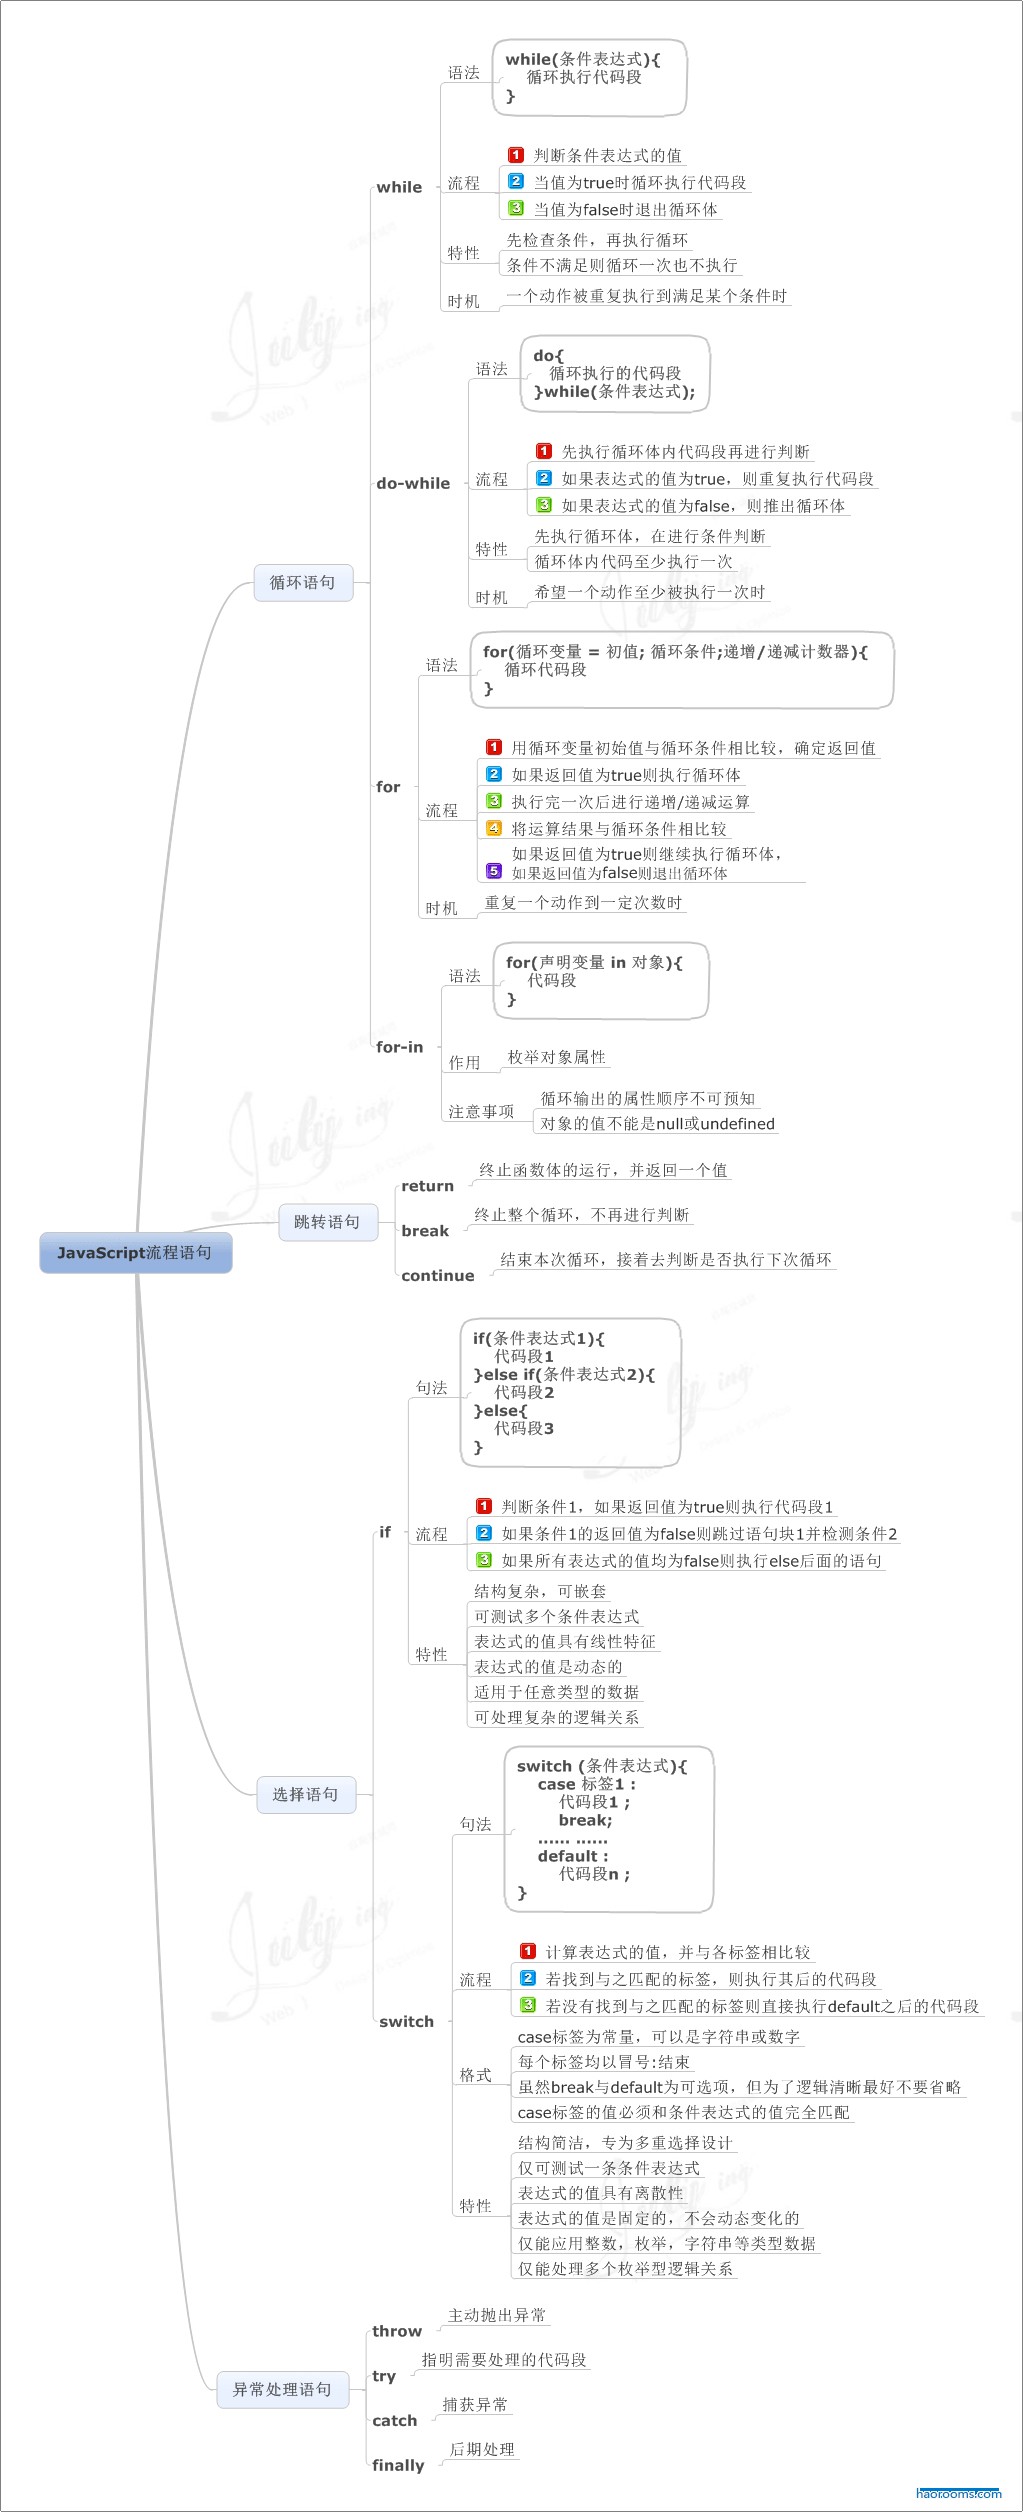 while(条件表达式){
循环执行代码段
}
语法
1 判断条件表达式的值
2 当值为true时循环执行代码段
3 当值为false时退出循环体
流程
while
先检查条件，再执行循环
条件不满足则循环一次也不执行
特性
一个动作被重复执行到满足某个条件时
时机
do{
循环执行的代码段
}while(条件表达式);
语法
1 先执行循环体内代码段再进行判断
2 如果表达式的值为true，则重复执行代码段
3 如果表达式的值为false，则推出循环体
流程
do-while
先执行循环体，在进行条件判断
循环体内代码至少执行一次
特性
希望一个动作至少被执行一次时
时机
循环语句
for(循环变量 = 初值; 循环条件;递增/递减计数器){
循环代码段
}
语法
1 用循环变量初始值与循环条件相比较，确定返回值
2 如果返回值为true则执行循环体
3 执行完一次后进行递增/递减运算
4 将运算结果与循环条件相比较
5 如果返回值为true则继续执行循环体，
如果返回值为false则退出循环体
流程
for
重复一个动作到一定次数时
时机
for(声明变量 in 对象){
代码段
}
语法
for-in
枚举对象属性
作用
循环输出的属性顺序不可预知
对象的值不能是null或undefined
注意事项
终止函数体的运行，并返回一个值
return
跳转语句
终止整个循环，不再进行判断
break
结束本次循环，接着去判断是否执行下次循环
continue
JavaScript流程语句
if(条件表达式1){
代码段1
}else if(条件表达式2){
代码段2
}else{
代码段3
}
句法
1 判断条件1，如果返回值为true则执行代码段1
2 如果条件1的返回值为false则跳过语句块1并检测条件2
3 如果所有表达式的值均为false则执行else后面的语句
流程
if
结构复杂，可嵌套
可测试多个条件表达式
表达式的值具有线性特征
表达式的值是动态的
适用于任意类型的数据
可处理复杂的逻辑关系
特性
选择语句
switch (条件表达式){
case 标签1 :
代码段1 ;
break;
...... ......
default :
代码段n ;
}
句法
1 计算表达式的值，并与各标签相比较
2 若找到与之匹配的标签，则执行其后的代码段
3 若没有找到与之匹配的标签则直接执行default之后的代码段
流程
switch
case标签为常量，可以是字符串或数字
每个标签均以冒号:结束
虽然break与default为可选项，但为了逻辑清晰最好不要省略
case标签的值必须和条件表达式的值完全匹配
格式
结构简洁，专为多重选择设计
仅可测试一条条件表达式
表达式的值具有离散性
表达式的值是固定的，不会动态变化的
仅能应用整数，枚举，字符串等类型数据
仅能处理多个枚举型逻辑关系
特性
主动抛出异常
throw
指明需要处理的代码段
try
异常处理语句
捕获异常
catch
后期处理
finally
haorooms.com